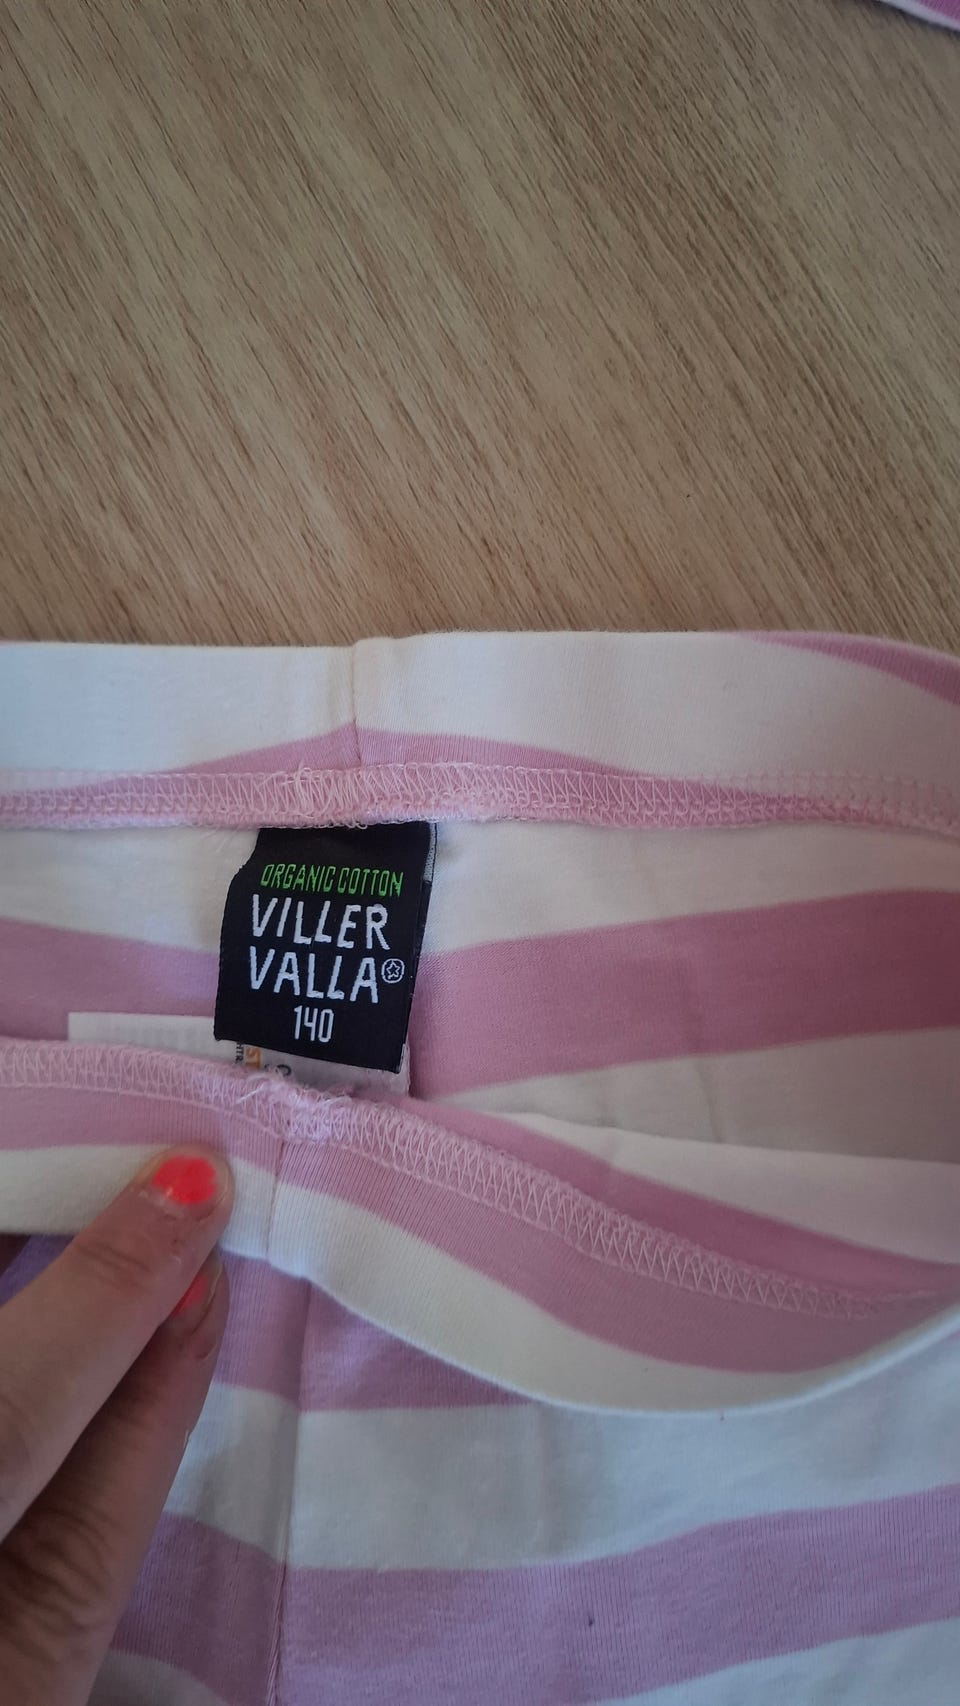 ORGANIC COTTON
VILLER
VALLA®
140